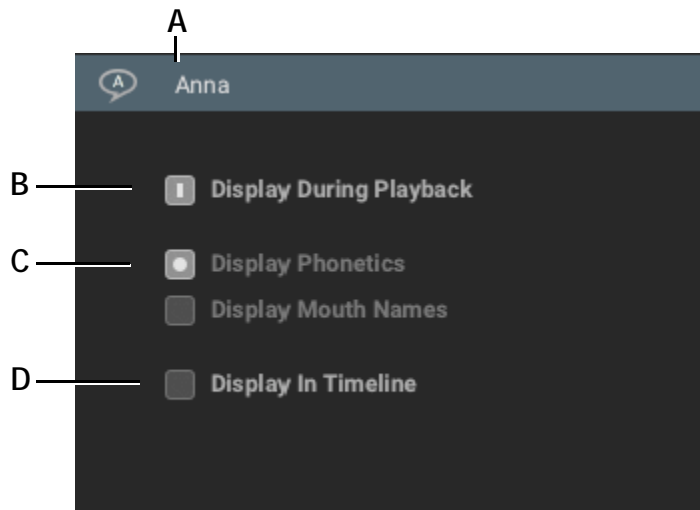 A
A Anna
B Display During Playback
C Display Phonetics
Display Mouth Names
D Display In Timeline